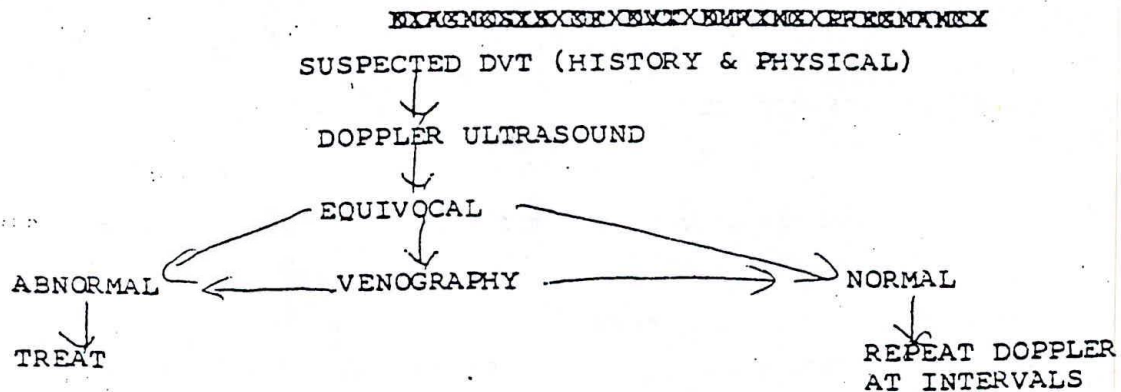 SUSPECTED DVT (HISTORY & PHYSICAL)
DOPPLER ULTRASOUND
EQUIVOCAL
ABNORMAL VENOGRAPHY NORMAL
TREAT REPEAT DOPPLER
AT INTERVALS